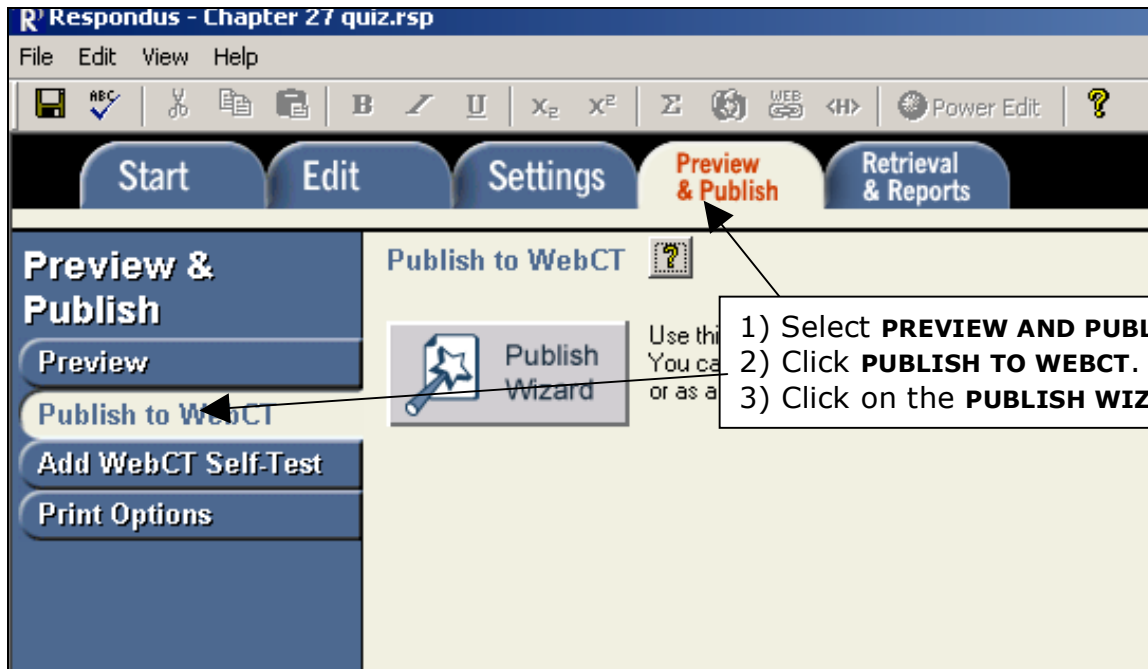 Respondus - Chapter 27 quiz.rsp
File Edit View Help
ABC B I U X₂ X² Σ WEB <H> Power Edit ?
Start Edit Settings Preview & Publish Retrieval & Reports
Preview & Publish
Preview
Publish to WebCT
Add WebCT Self-Test
Print Options
Publish to WebCT ?
Publish Wizard
Use thi
You ca
or as a
1) Select PREVIEW AND PUBL
2) Click PUBLISH TO WEBCT.
3) Click on the PUBLISH WIZ